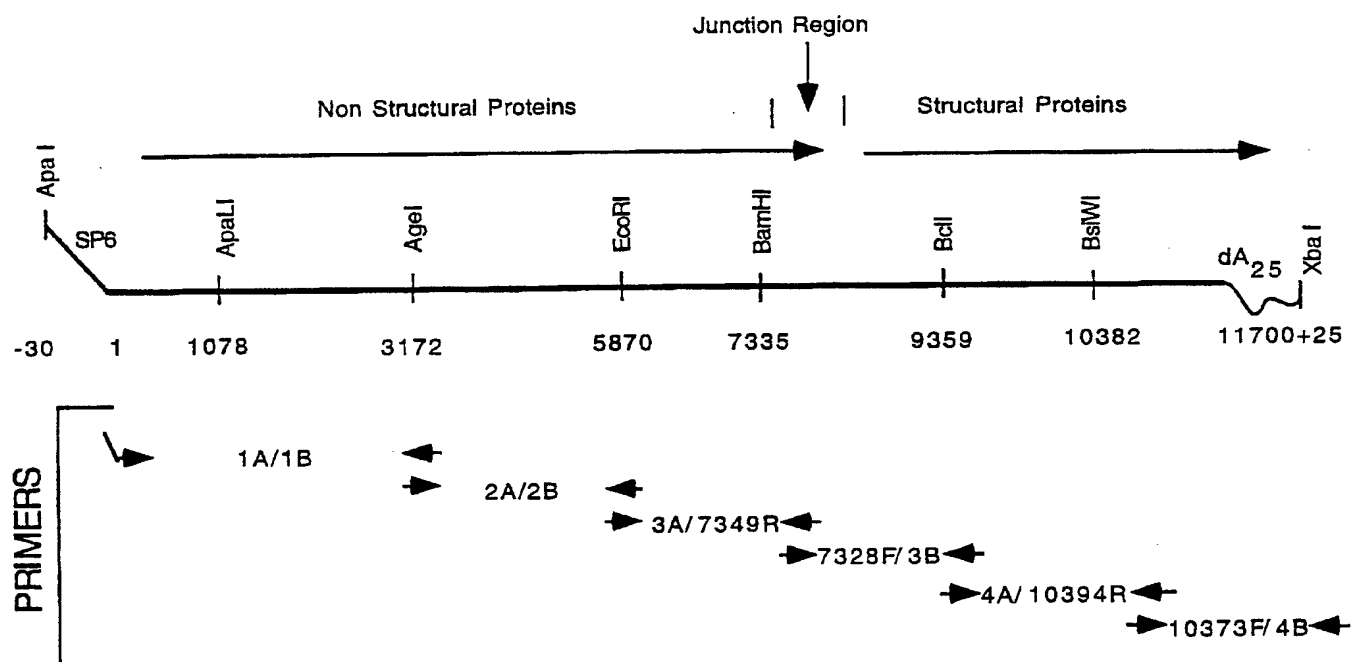 Junction Region
Non Structural Proteins
Structural Proteins
Apa I
SP6
ApaLI
AgeI
EcoRI
BamHI
BclI
BsiWI
dA25
Xba I
-30 1 1078 3172 5870 7335 9359 10382 11700+25
PRIMERS
1A/1B
2A/2B
3A/7349R
7328F/3B
4A/10394R
10373F/4B